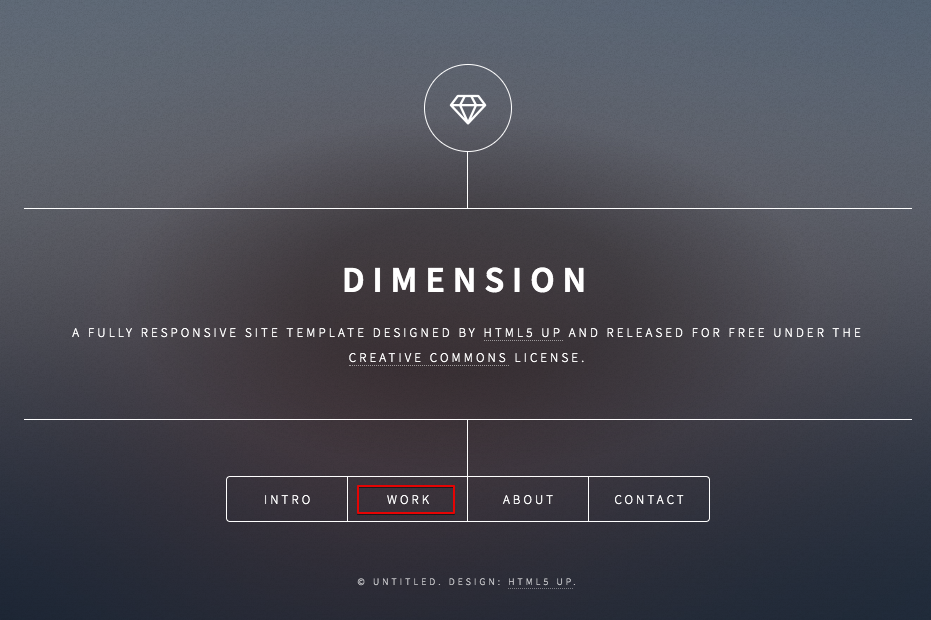 DIMENSION
A FULLY RESPONSIVE SITE TEMPLATE DESIGNED BY HTML5 UP AND RELEASED FOR FREE UNDER THE
CREATIVE COMMONS LICENSE.
INTRO WORK ABOUT CONTACT
© UNTITLED. DESIGN: HTML5 UP.